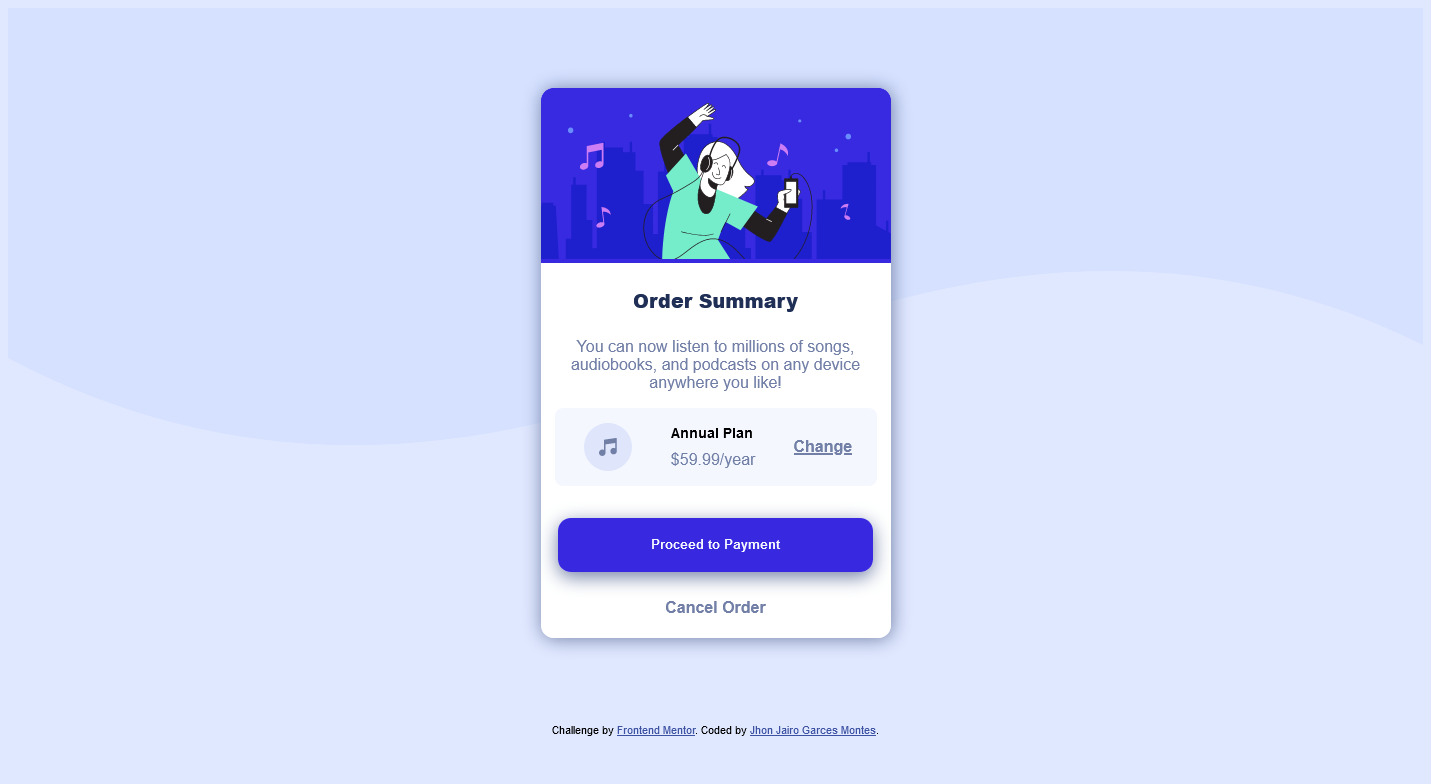 Order Summary
You can now listen to millions of songs,
audiobooks, and podcasts on any device
anywhere you like!
Annual Plan
$59.99/year
Change
Proceed to Payment
Cancel Order
Challenge by Frontend Mentor. Coded by Jhon Jairo Garces Montes.